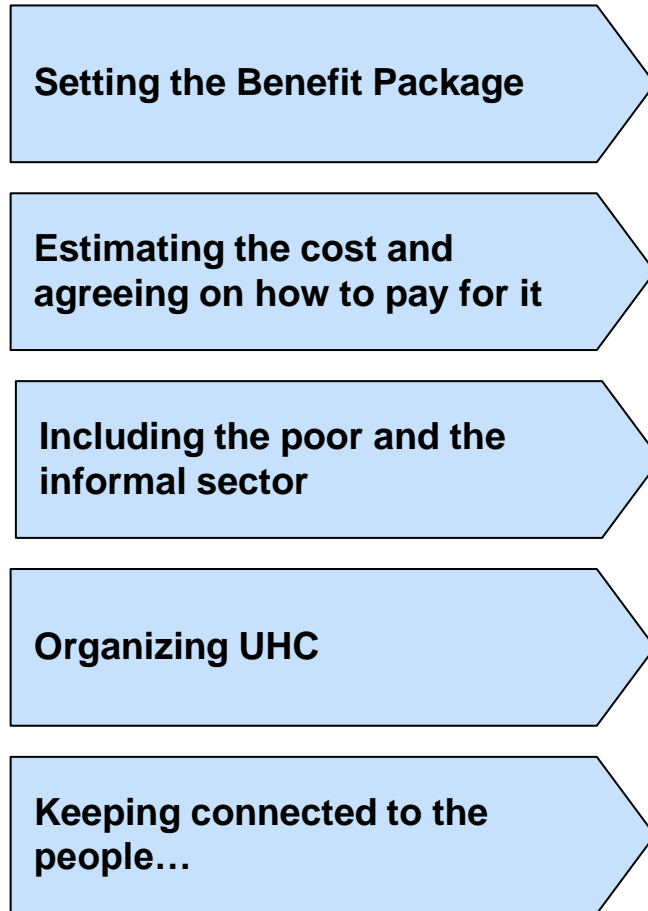 Setting the Benefit Package
Estimating the cost and
agreeing on how to pay for it
Including the poor and the
informal sector
Organizing UHC
Keeping connected to the
people…